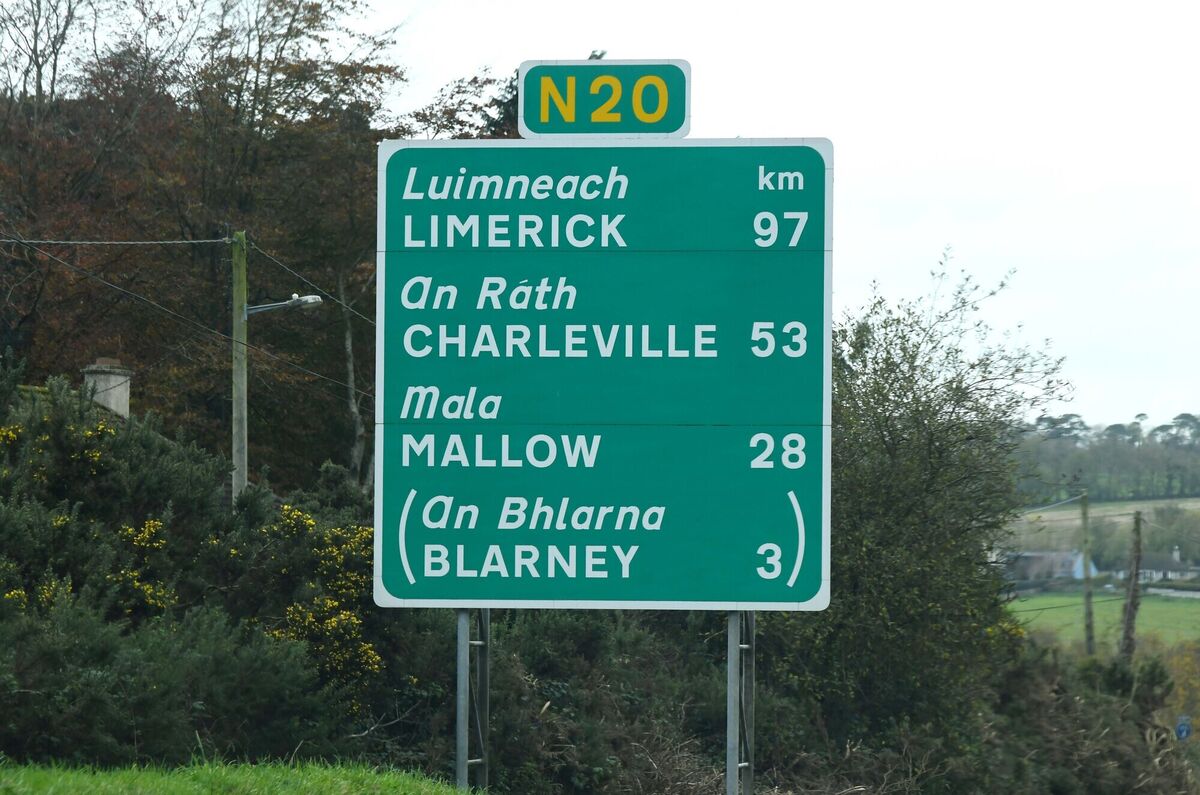 N20
Luimneach km
LIMERICK 97
An Ráth
CHARLEVILLE 53
Mala
MALLOW 28
(An Bhlarna
BLARNEY 3)